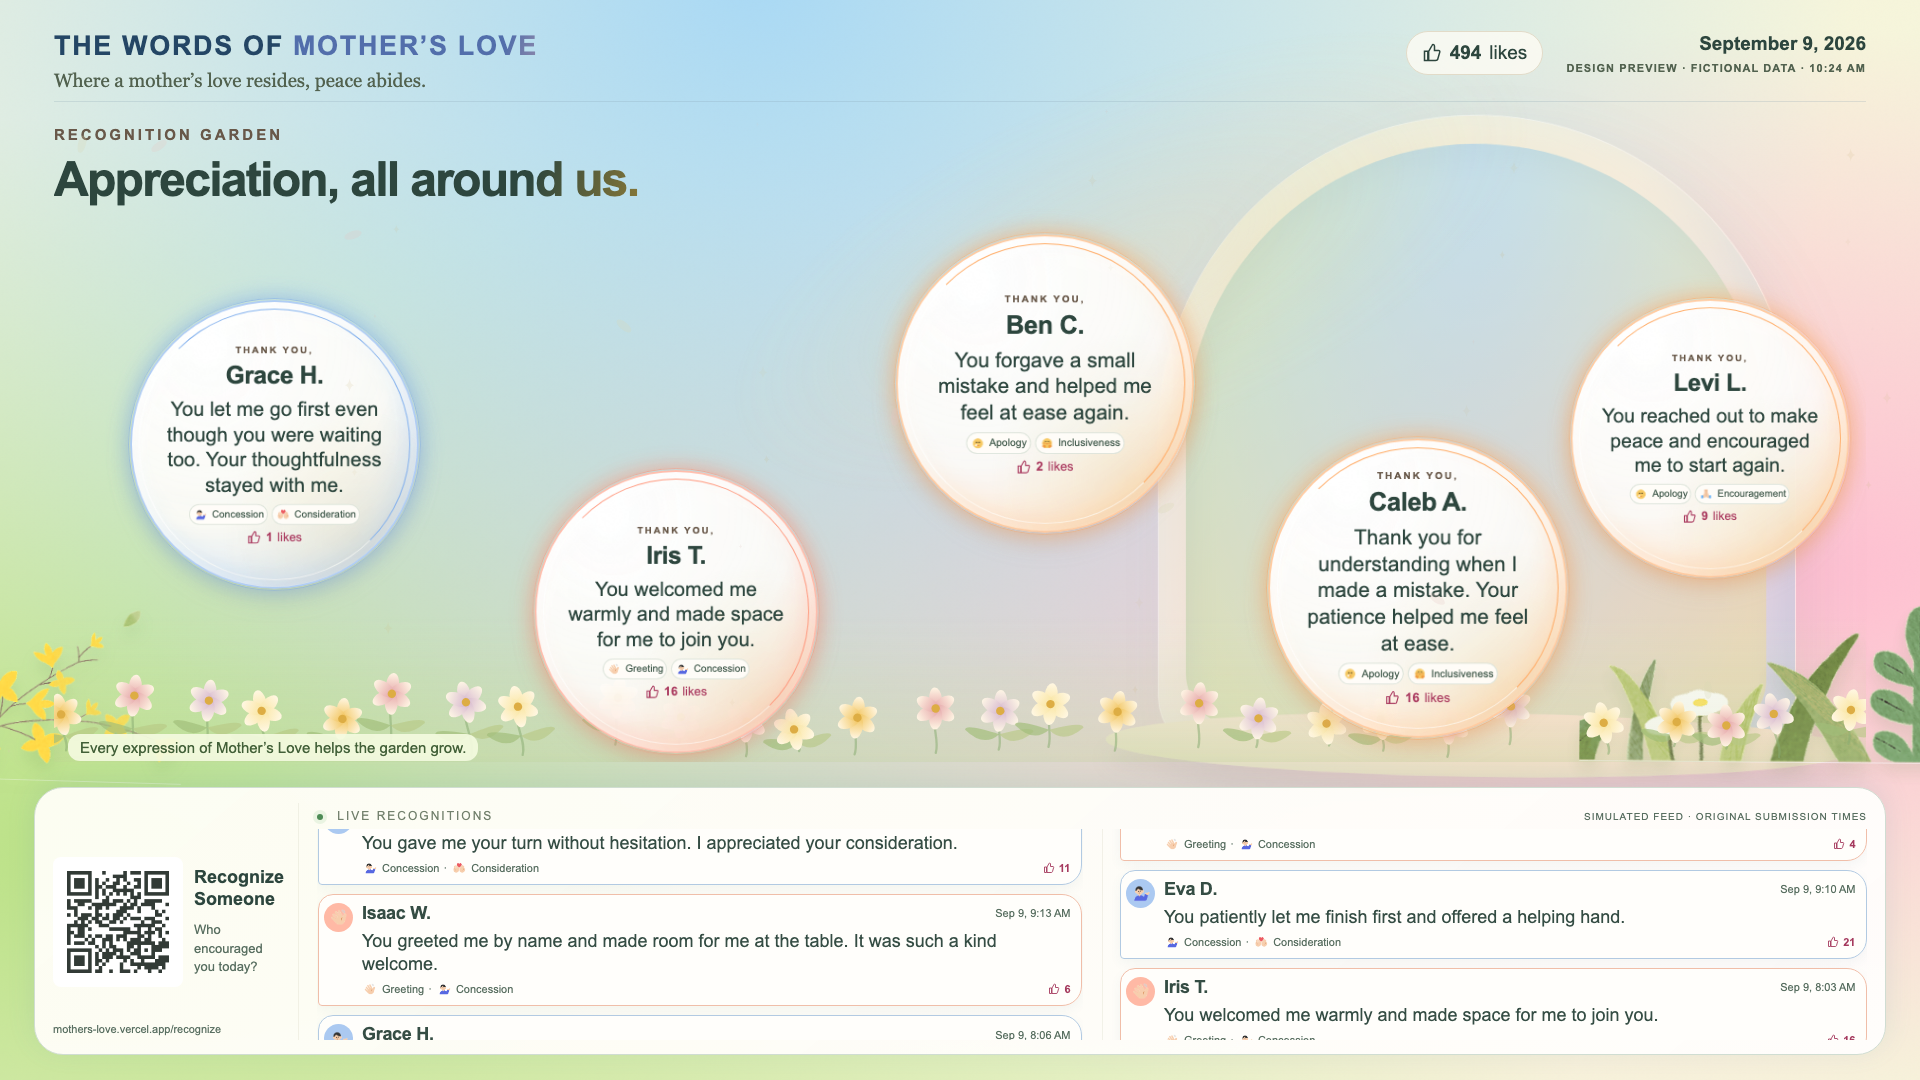 THE WORDS OF MOTHER’S LOVE
Where a mother’s love resides, peace abides.
494 likes
September 9, 2026
DESIGN PREVIEW · FICTIONAL DATA · 10:24 AM
RECOGNITION GARDEN
Appreciation, all around us.
THANK YOU,
Grace H.
You let me go first even
though you were waiting
too. Your thoughtfulness
stayed with me.
Concession
Consideration
1 likes
THANK YOU,
Iris T.
You welcomed me
warmly and made space
for me to join you.
Greeting
Concession
16 likes
THANK YOU,
Ben C.
You forgave a small
mistake and helped me
feel at ease again.
Apology
Inclusiveness
2 likes
THANK YOU,
Caleb A.
Thank you for
understanding when I
made a mistake. Your
patience helped me feel
at ease.
Apology
Inclusiveness
16 likes
THANK YOU,
Levi L.
You reached out to make
peace and encouraged
me to start again.
Apology
Encouragement
9 likes
Every expression of Mother’s Love helps the garden grow.
Recognize
Someone
Who
encouraged
you today?
mothers-love.vercel.app/recognize
LIVE RECOGNITIONS
SIMULATED FEED · ORIGINAL SUBMISSION TIMES
You gave me your turn without hesitation. I appreciated your consideration.
Concession · Consideration
11
Isaac W.
Sep 9, 9:13 AM
You greeted me by name and made room for me at the table. It was such a kind
welcome.
Greeting · Concession
6
Grace H.
Sep 9, 8:06 AM
Greeting · Concession
4
Eva D.
Sep 9, 9:10 AM
You patiently let me finish first and offered a helping hand.
Concession · Consideration
21
Iris T.
Sep 9, 8:03 AM
You welcomed me warmly and made space for me to join you.
Greeting · Concession
16